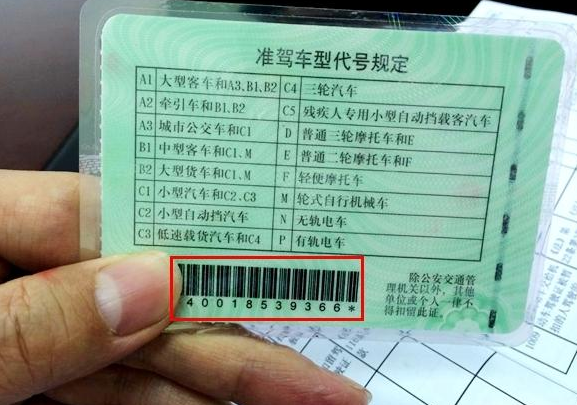 准驾车型代号规定
A1 大型客车和A3、B1、B2 C4 三轮汽车
A2 牵引车和B1、B2 C5 残疾人专用小型自动挡载客汽车
A3 城市公交车和C1 D 普通三轮摩托车和E
B1 中型客车和C1、M E 普通二轮摩托车和F
B2 大型货车和C1、M F 轻便摩托车
C1 小型汽车和C2、C3 M 轮式自行机械车
C2 小型自动挡汽车 N 无轨电车
C3 低速载货汽车和C4 P 有轨电车
4001853936 6*
除公安交通管
理机关以外，其他
单位或个人一律不
得扣留此证。